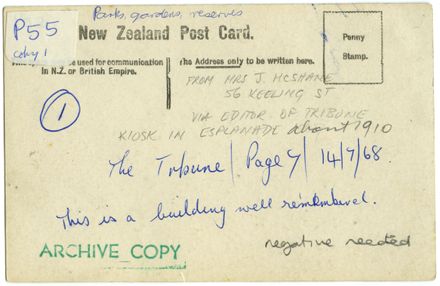 Parks, gardens, reserves
P55
copy 1
New Zealand Post Card.
Penny
Stamp.
be used for communication
in N.Z. or British Empire.
The Address only to be written here.
FROM MRS J. MCSHANE
56 KEELING ST
VIA EDITOR OF TRIBUNE
1
KIOSK IN ESPLANADE about 1910
The Tribune / Page 7 / 14/7/68.
This is a building well remembered.
negative needed
ARCHIVE COPY